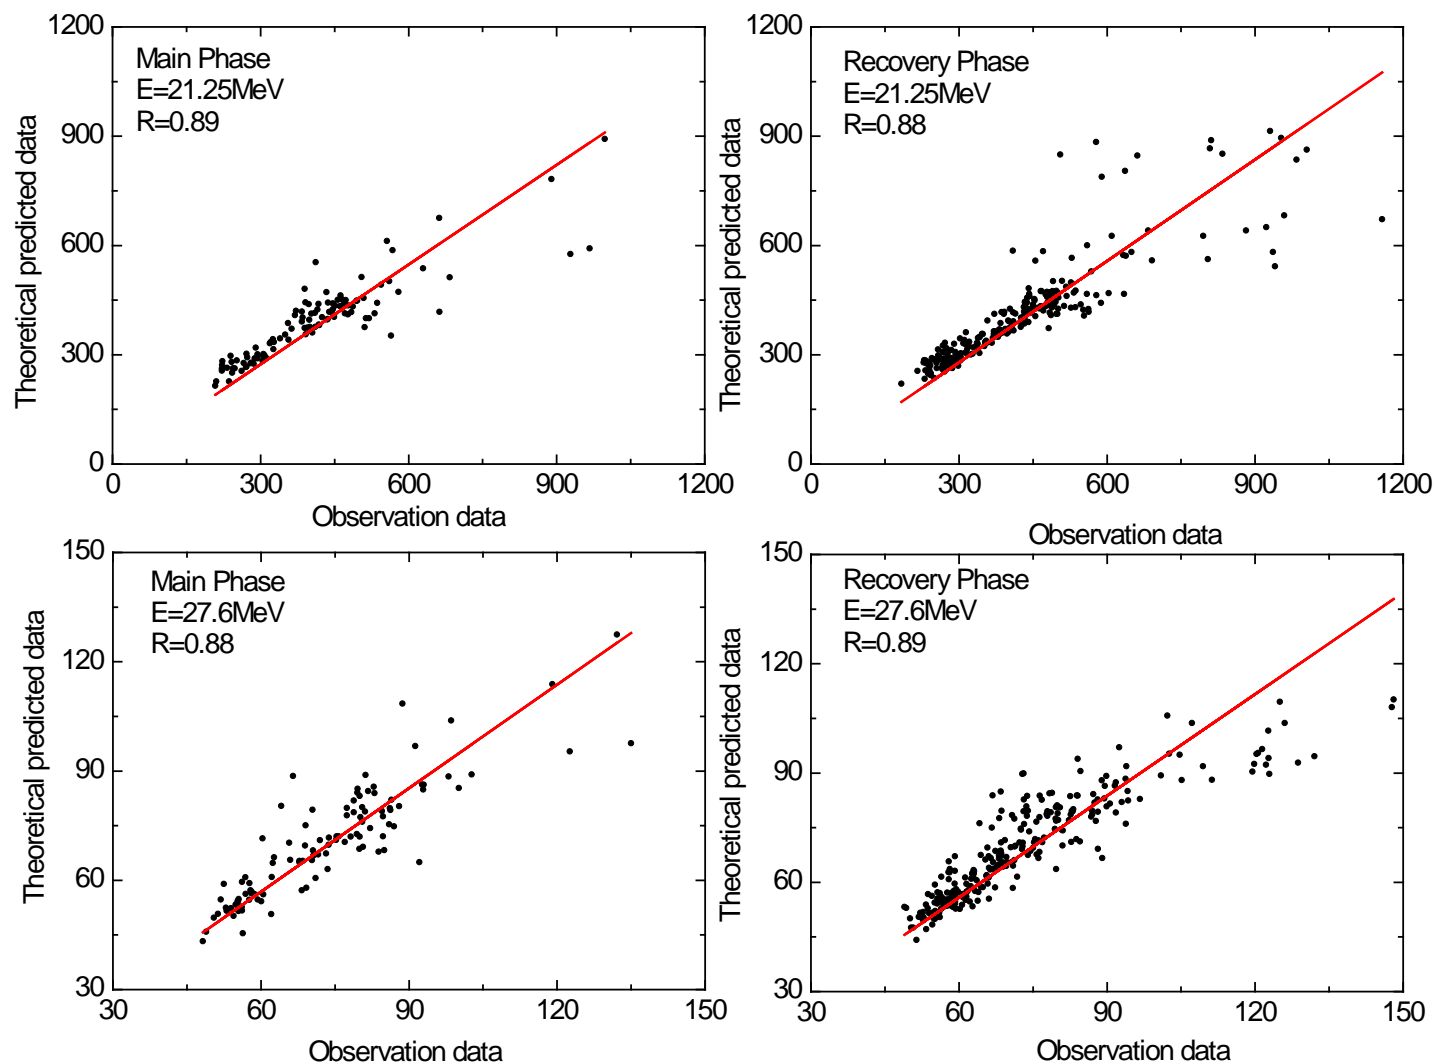 1200
900
600
300
0
Theoretical predicted data
Main Phase
E=21.25MeV
R=0.89
0 300 600 900 1200
Observation data
1200
900
600
300
0
Theoretical predicted data
Recovery Phase
E=21.25MeV
R=0.88
0 300 600 900 1200
Observation data
150
120
90
60
30
Theoretical predicted data
Main Phase
E=27.6MeV
R=0.88
30 60 90 120 150
Observation data
150
120
90
60
30
Theoretical predicted data
Recovery Phase
E=27.6MeV
R=0.89
30 60 90 120 150
Observation data